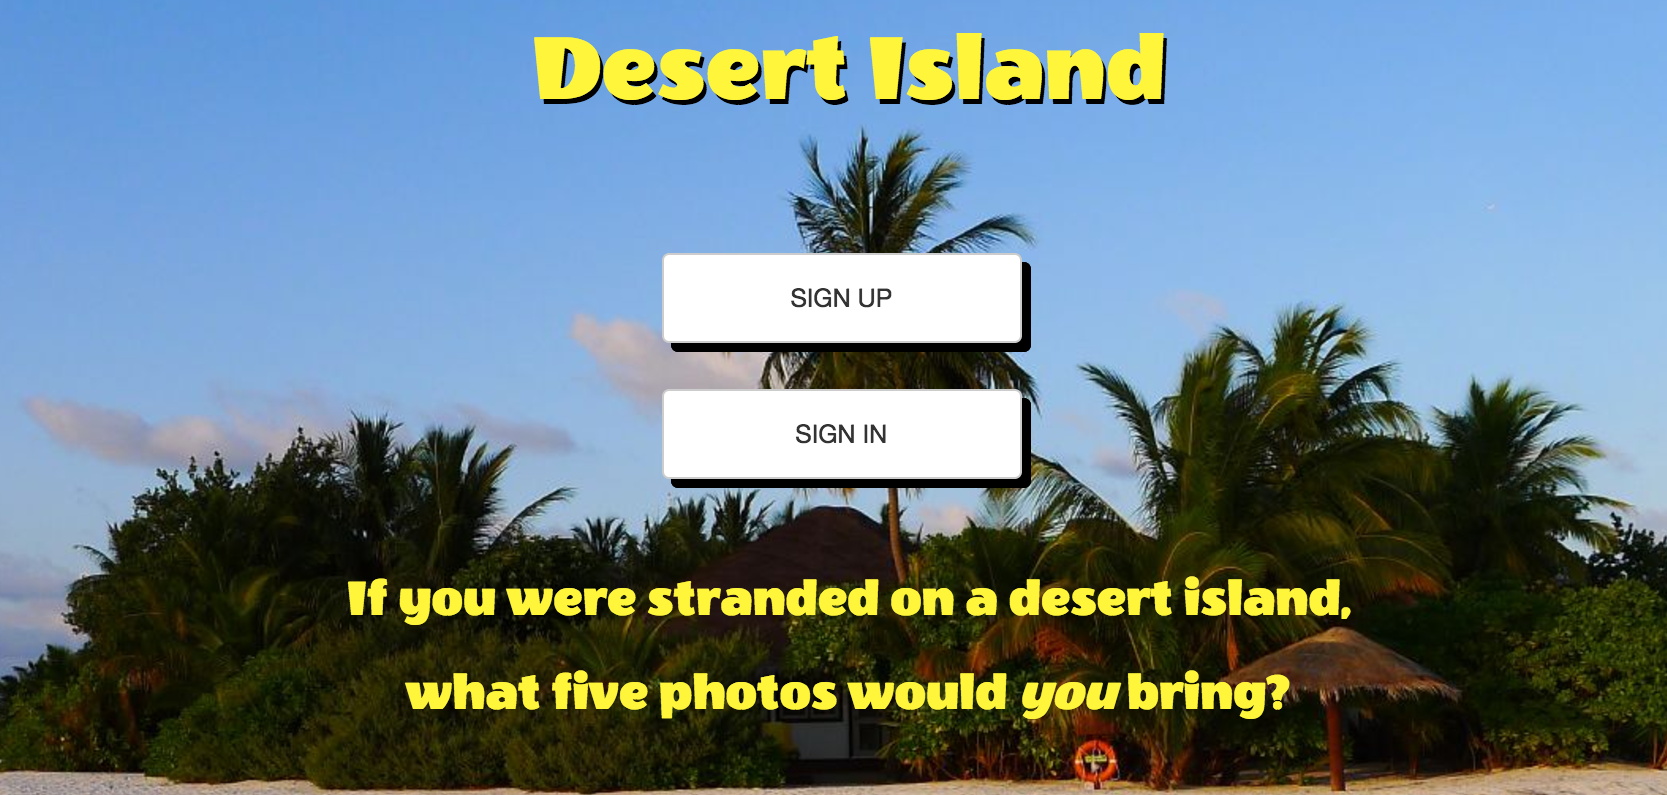 Desert Island
SIGN UP
SIGN IN
If you were stranded on a desert island,
what five photos would you bring?